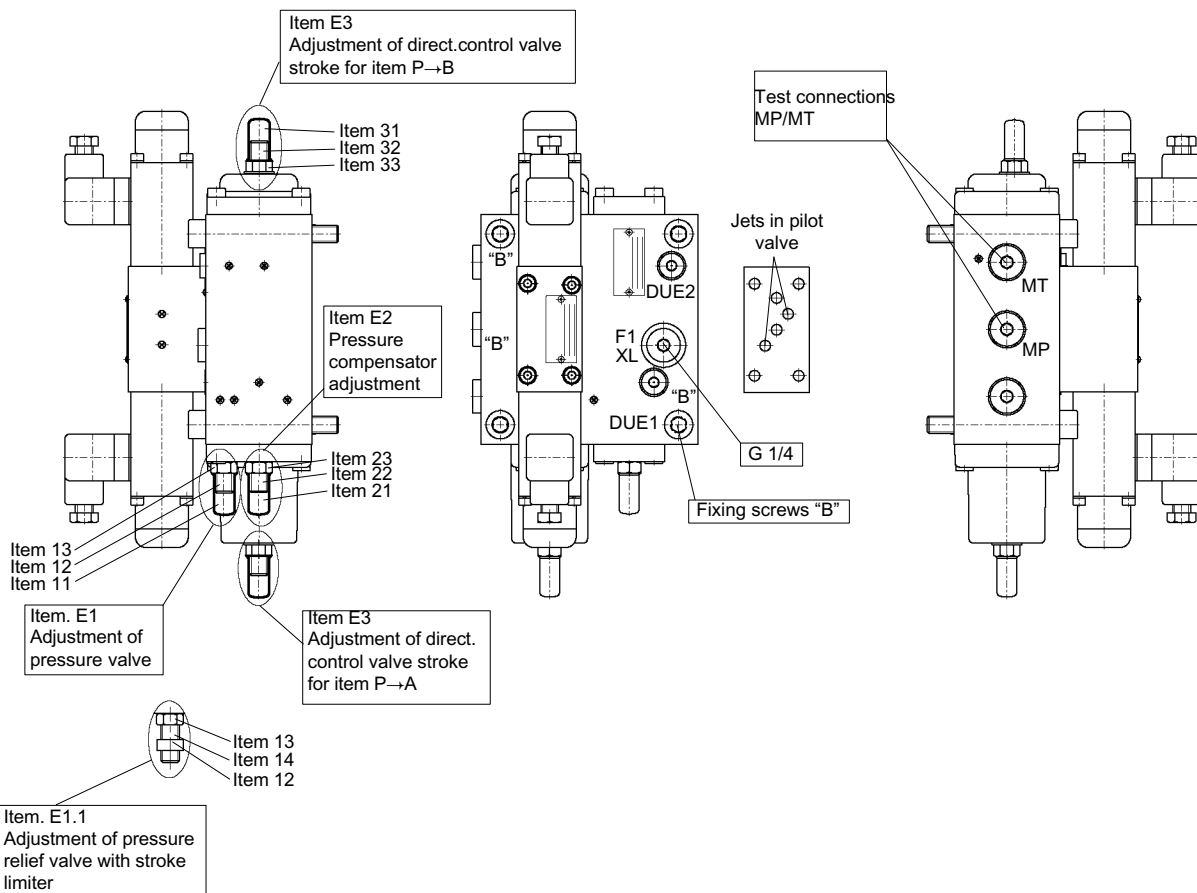 Item E3
Adjustment of direct.control valve
stroke for item P→B
Item 31
Item 32
Item 33
Test connections
MP/MT
Jets in pilot
valve
"B"
DUE2
MT
Item E2
Pressure
compensator
adjustment
F1
XL
"B"
MP
"B"
DUE1
G 1/4
Item 23
Item 22
Item 21
Fixing screws "B"
Item 13
Item 12
Item 11
Item. E1
Adjustment of
pressure valve
Item E3
Adjustment of direct.
control valve stroke
for item P→A
Item 13
Item 14
Item 12
Item. E1.1
Adjustment of pressure
relief valve with stroke
limiter